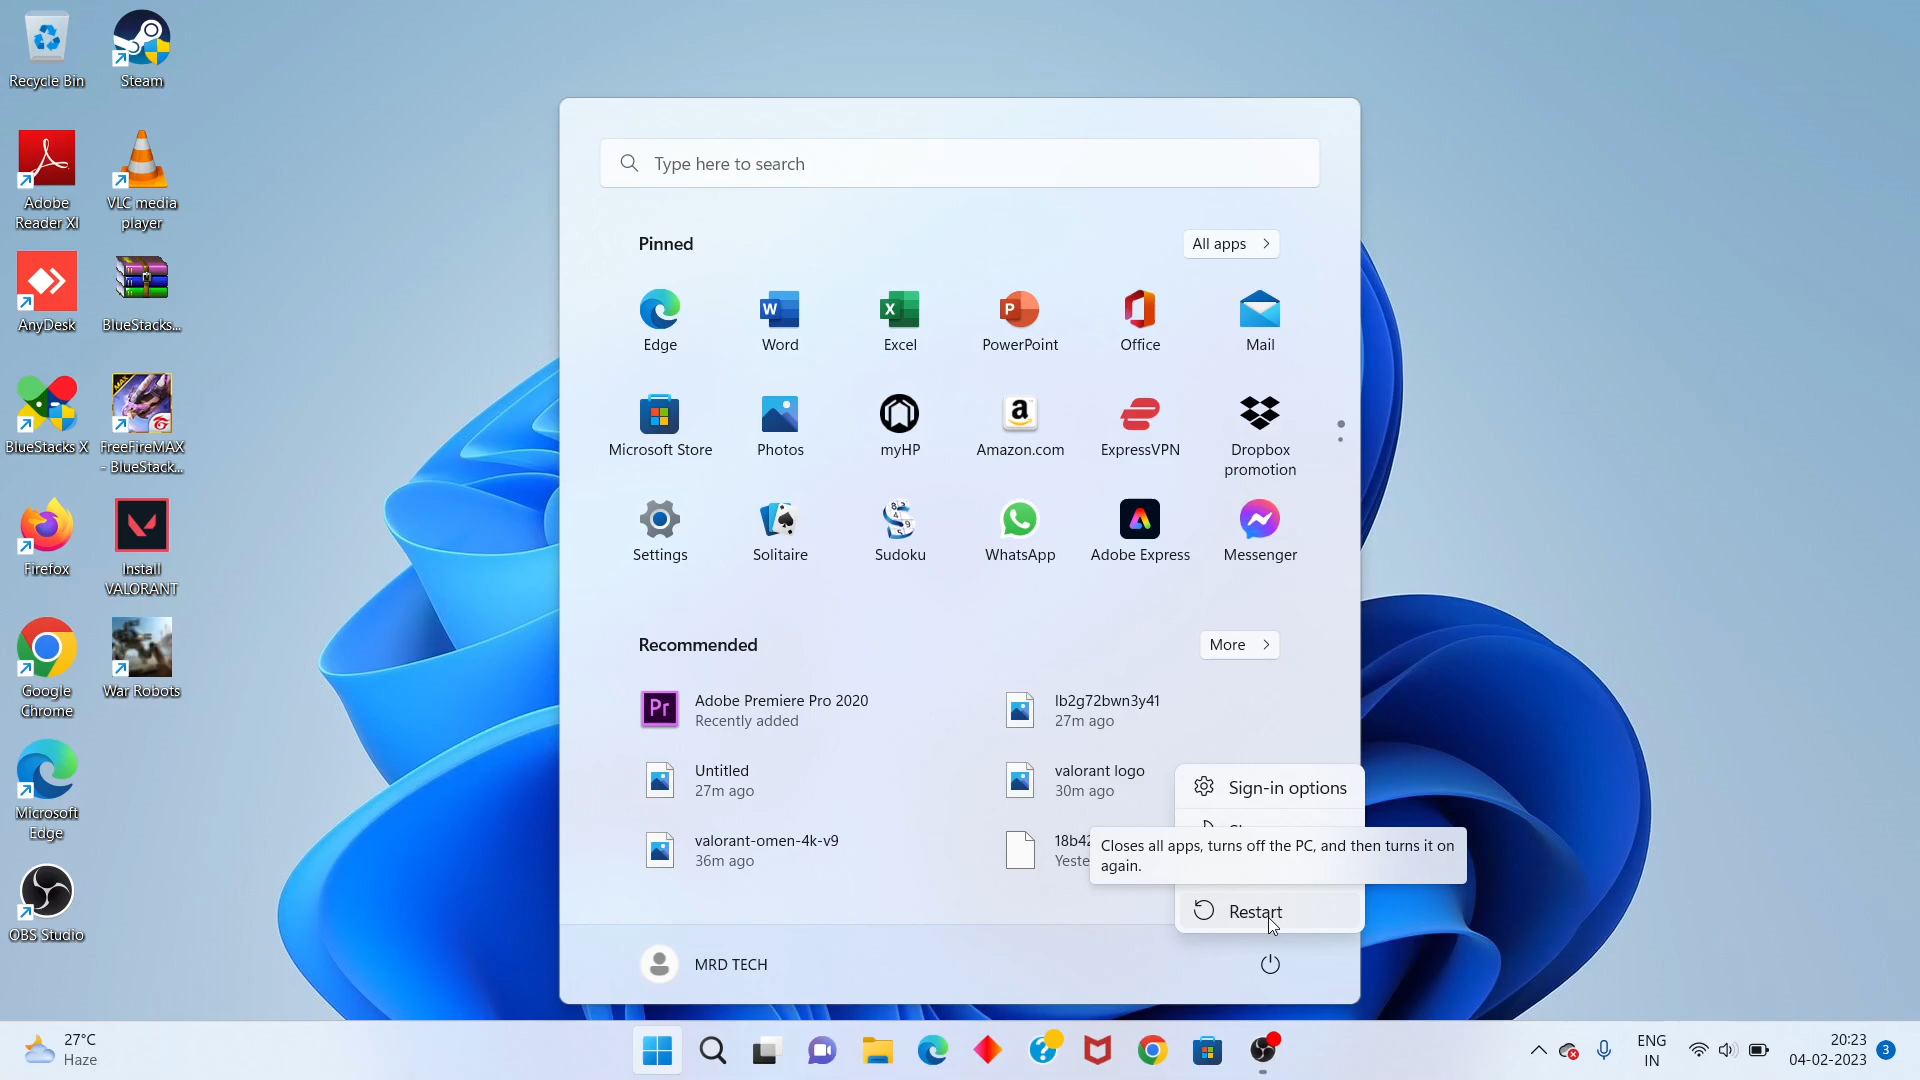 Recycle Bin
Steam
Adobe
Reader XI
VLC media
player
AnyDesk
BlueStacks...
BlueStacks X
FreeFireMAX
- BlueStack...
Firefox
Install
VALORANT
Google
Chrome
War Robots
Microsoft
Edge
OBS Studio
Type here to search
Pinned
All apps
Edge
Word
Excel
PowerPoint
Office
Mail
Microsoft Store
Photos
myHP
Amazon.com
ExpressVPN
Dropbox
promotion
Settings
Solitaire
Sudoku
WhatsApp
Adobe Express
Messenger
Recommended
More
Adobe Premiere Pro 2020
Recently added
lb2g72bwn3y41
27m ago
Untitled
27m ago
valorant logo
30m ago
valorant-omen-4k-v9
36m ago
Sign-in options
Closes all apps, turns off the PC, and then turns it on
again.
Restart
MRD TECH
27°C
Haze
ENG
IN
20:23
04-02-2023
3